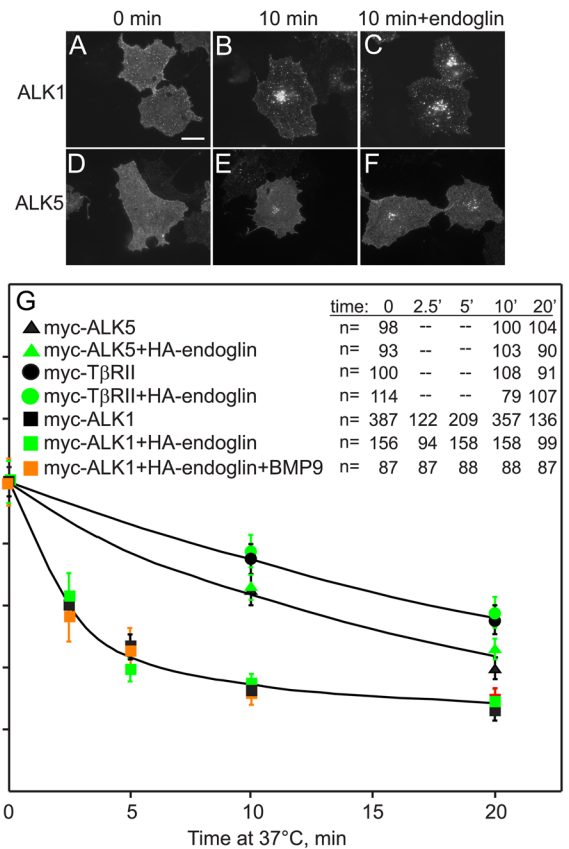 0 min 10 min 10 min+endoglin
A B C
ALK1
D E F
ALK5
G
time: 0 2.5' 5' 10' 20'
myc-ALK5 n= 98 -- -- 100 104
myc-ALK5+HA-endoglin n= 93 -- -- 103 90
myc-TβRII n= 100 -- -- 108 91
myc-TβRII+HA-endoglin n= 114 -- -- 79 107
myc-ALK1 n= 387 122 209 357 136
myc-ALK1+HA-endoglin n= 156 94 158 158 99
myc-ALK1+HA-endoglin+BMP9 n= 87 87 88 88 87
0 5 10 15 20
Time at 37°C, min